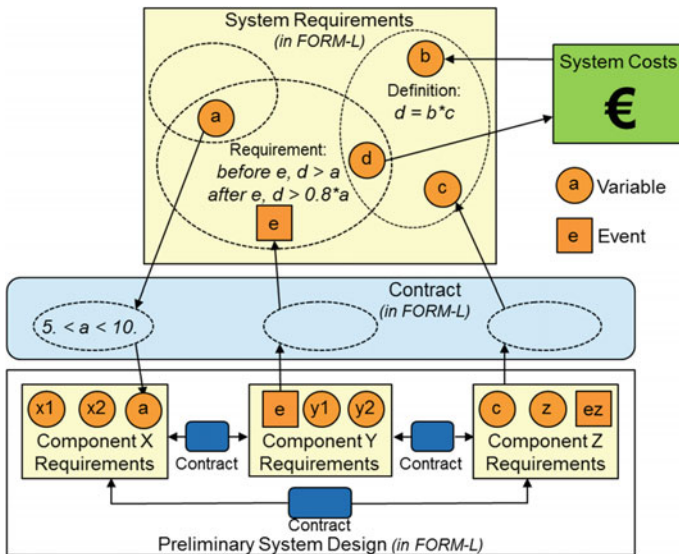 System Requirements
(in FORM-L)
b
System Costs
€
Definition:
d = b*c
a
Requirement:
before e, d > a
after e, d > 0.8*a
d
c
e
a Variable
e Event
Contract
(in FORM-L)
5. < a < 10.
x1 x2 a
Component X
Requirements
e y1 y2
Component Y
Requirements
c z ez
Component Z
Requirements
Contract
Contract
Contract
Preliminary System Design (in FORM-L)